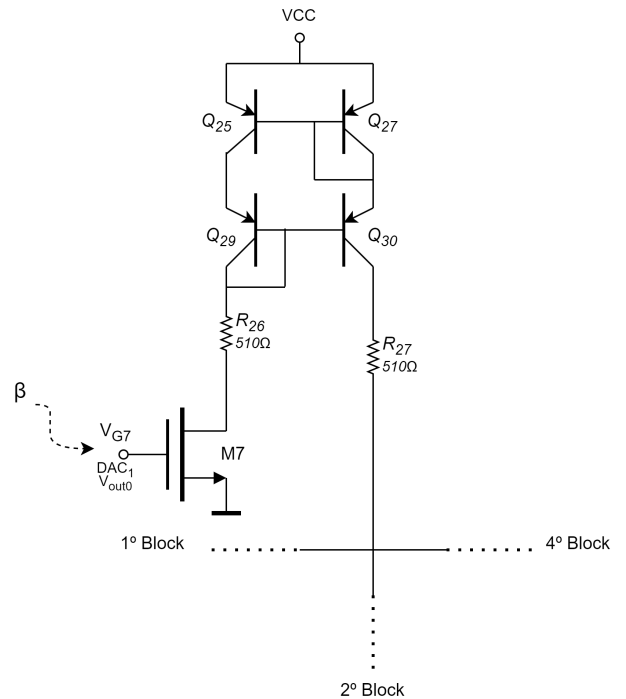 VCC
Q25
Q27
Q29
Q30
R26
510Ω
R27
510Ω
β
VG7
M7
DAC1
Vout0
1º Block
4º Block
2º Block